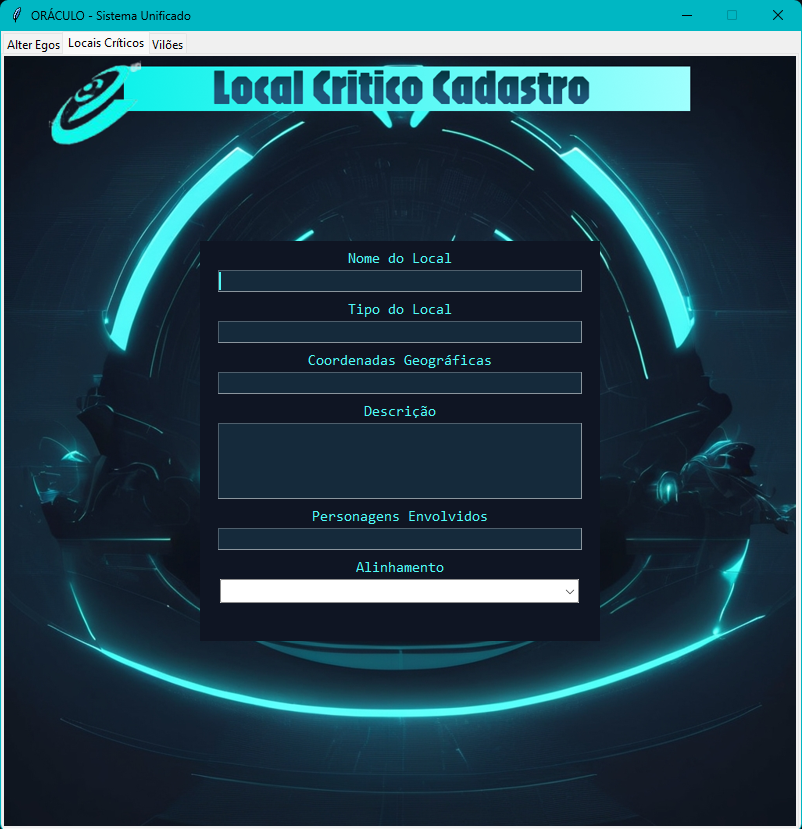 ORÁCULO - Sistema Unificado
Alter Egos Locais Críticos Vilões
Local Critico Cadastro
Nome do Local
Tipo do Local
Coordenadas Geográficas
Descrição
Personagens Envolvidos
Alinhamento